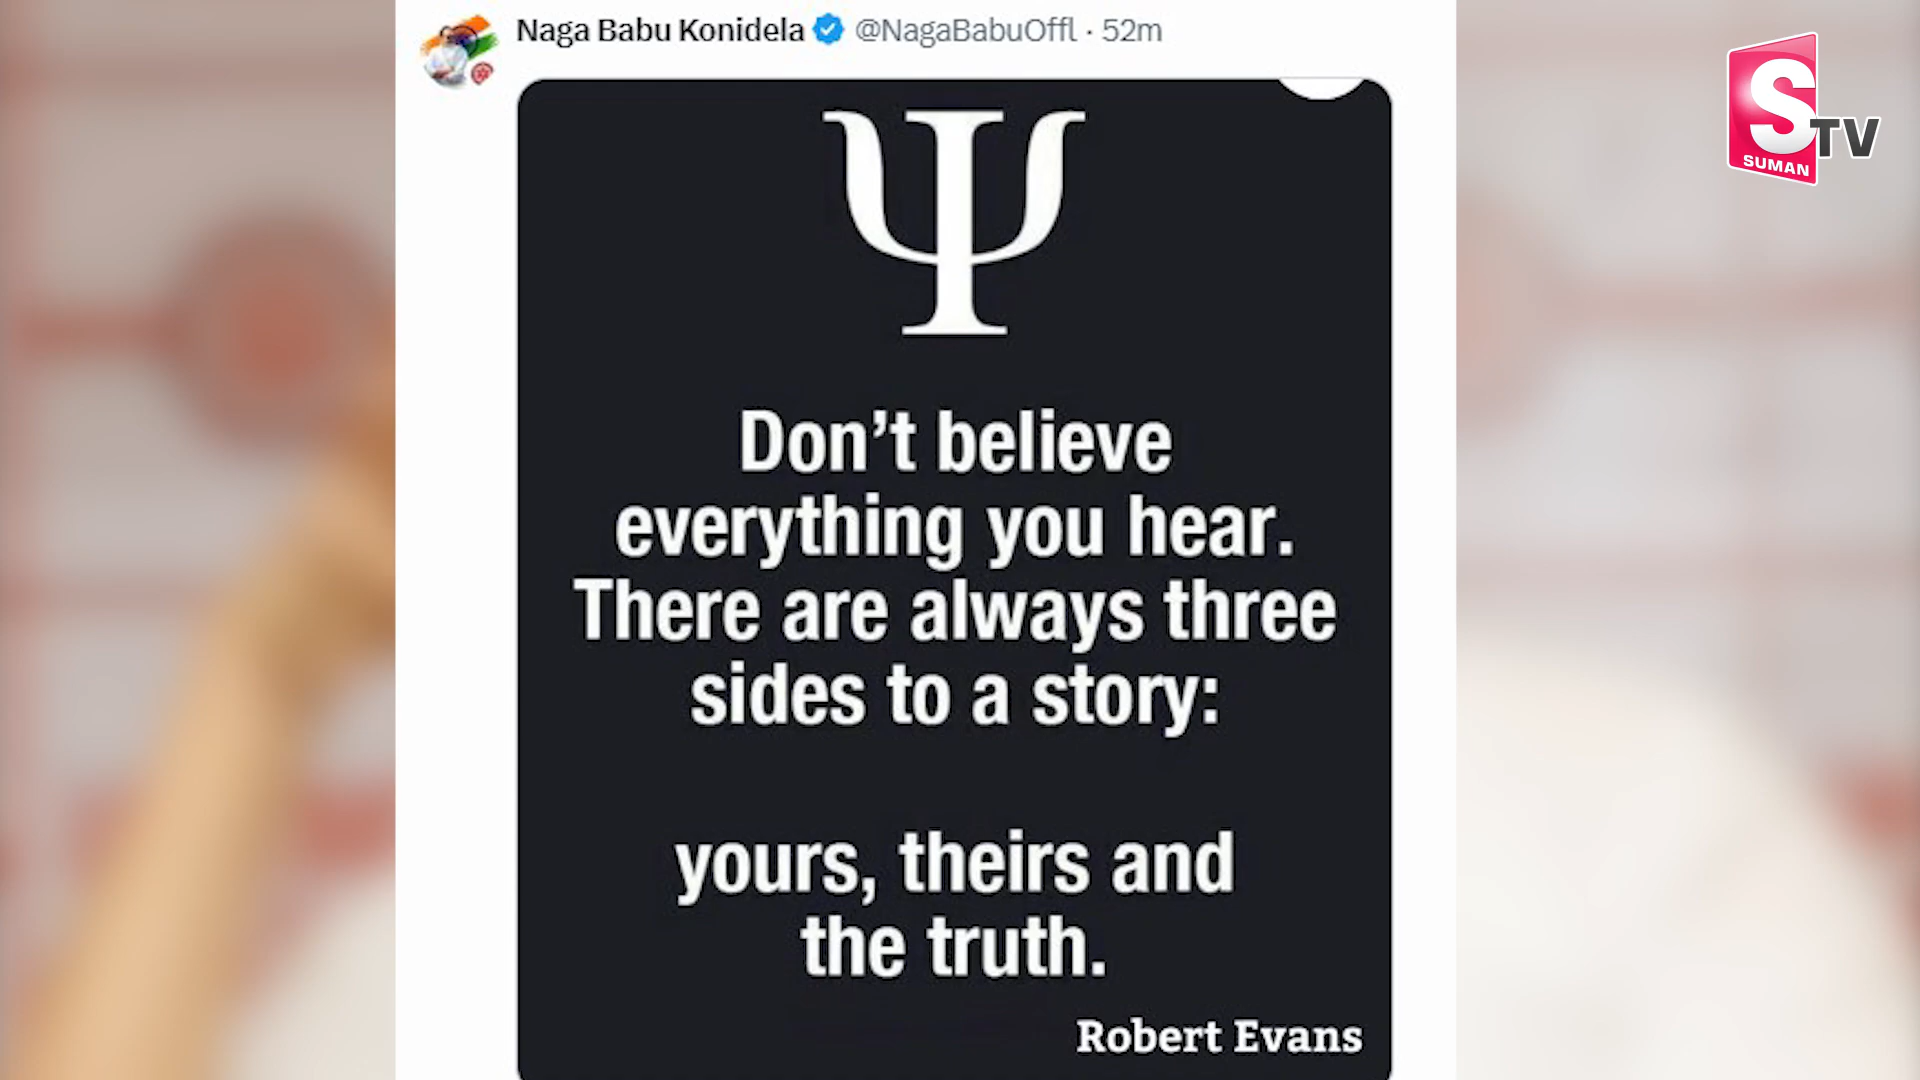 Naga Babu Konidela @NagaBabuOffl · 52m
S TV
SUMAN
Ψ
Don't believe
everything you hear.
There are always three
sides to a story:
yours, theirs and
the truth.
Robert Evans